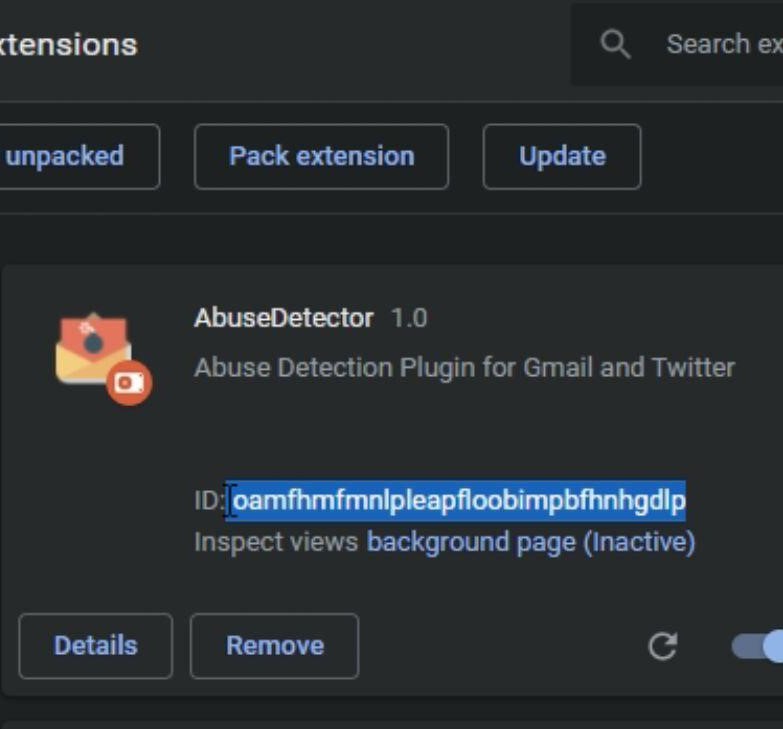 xtensions
Search ex
unpacked
Pack extension
Update
AbuseDetector 1.0
Abuse Detection Plugin for Gmail and Twitter
ID: oamfhmfmnlpleapfloobimpbfhnhgdlp
Inspect views background page (Inactive)
Details
Remove